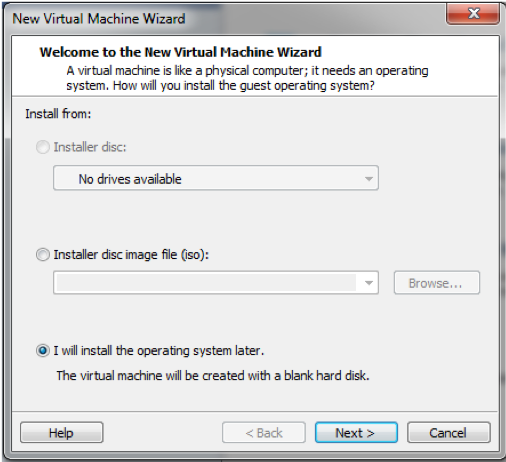 New Virtual Machine Wizard
Welcome to the New Virtual Machine Wizard
A virtual machine is like a physical computer; it needs an operating
system. How will you install the guest operating system?
Install from:
Installer disc:
No drives available
Installer disc image file (iso):
Browse...
I will install the operating system later.
The virtual machine will be created with a blank hard disk.
Help
< Back
Next >
Cancel